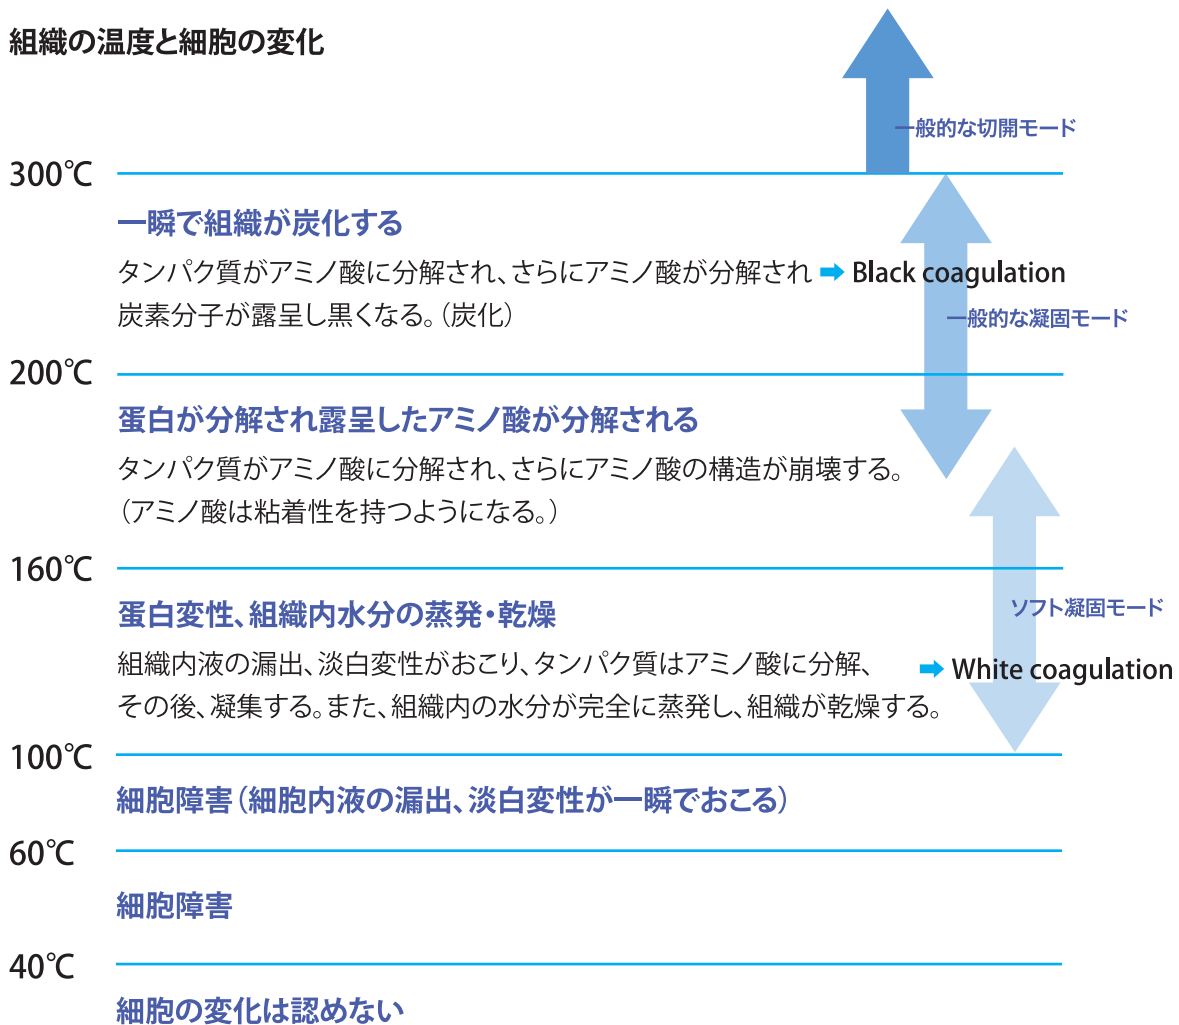 組織の温度と細胞の変化
一般的な切開モード
300℃
一瞬で組織が炭化する
タンパク質がアミノ酸に分解され、さらにアミノ酸が分解され ➡ Black coagulation
炭素分子が露呈し黒くなる。(炭化)
一般的な凝固モード
200℃
蛋白が分解され露呈したアミノ酸が分解される
タンパク質がアミノ酸に分解され、さらにアミノ酸の構造が崩壊する。
(アミノ酸は粘着性を持つようになる。)
160℃
蛋白変性、組織内水分の蒸発・乾燥
ソフト凝固モード
組織内液の漏出、淡白変性がおこり、タンパク質はアミノ酸に分解、 ➡ White coagulation
その後、凝集する。また、組織内の水分が完全に蒸発し、組織が乾燥する。
100℃
細胞障害(細胞内液の漏出、淡白変性が一瞬でおこる)
60℃
細胞障害
40℃
細胞の変化は認めない